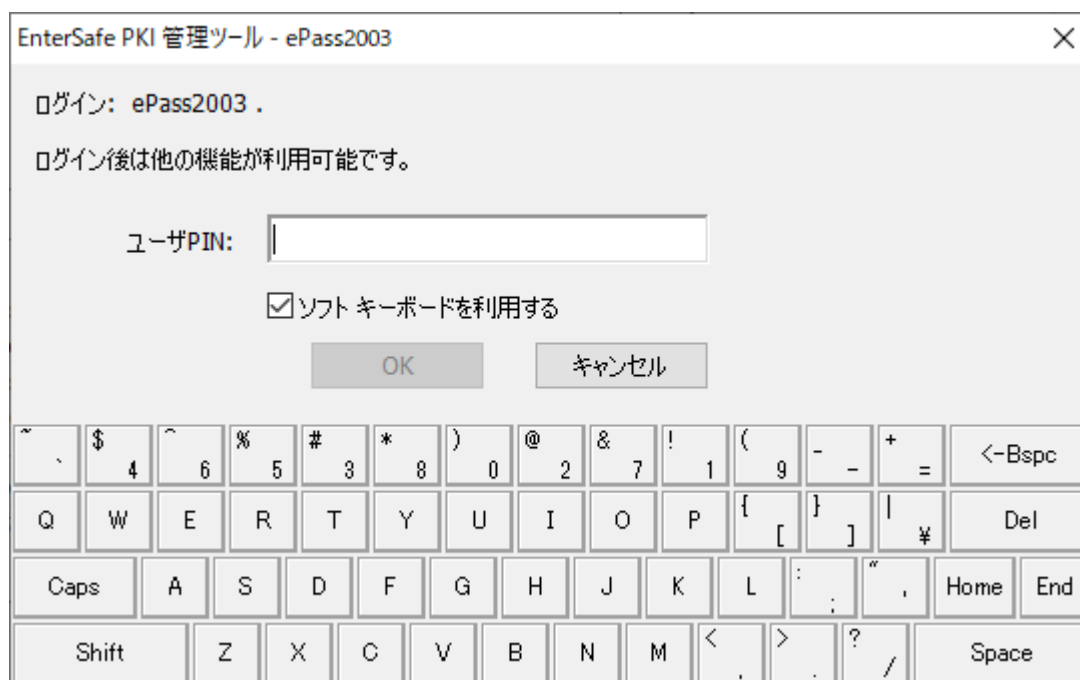 EnterSafe PKI 管理ツール - ePass2003
ログイン: ePass2003 .
ログイン後は他の機能が利用可能です。
ユーザPIN:
ソフト キーボードを利用する
OK キャンセル
~ ` $ 4 ^ 6 % 5 # 3 * 8 ) 0 @ 2 & 7 ! 1 ( 9 - - + = <-Bspc
Q W E R T Y U I O P { [ } ] | ¥ Del
Caps A S D F G H J K L : ; " ' Home End
Shift Z X C V B N M < , > . ? / Space